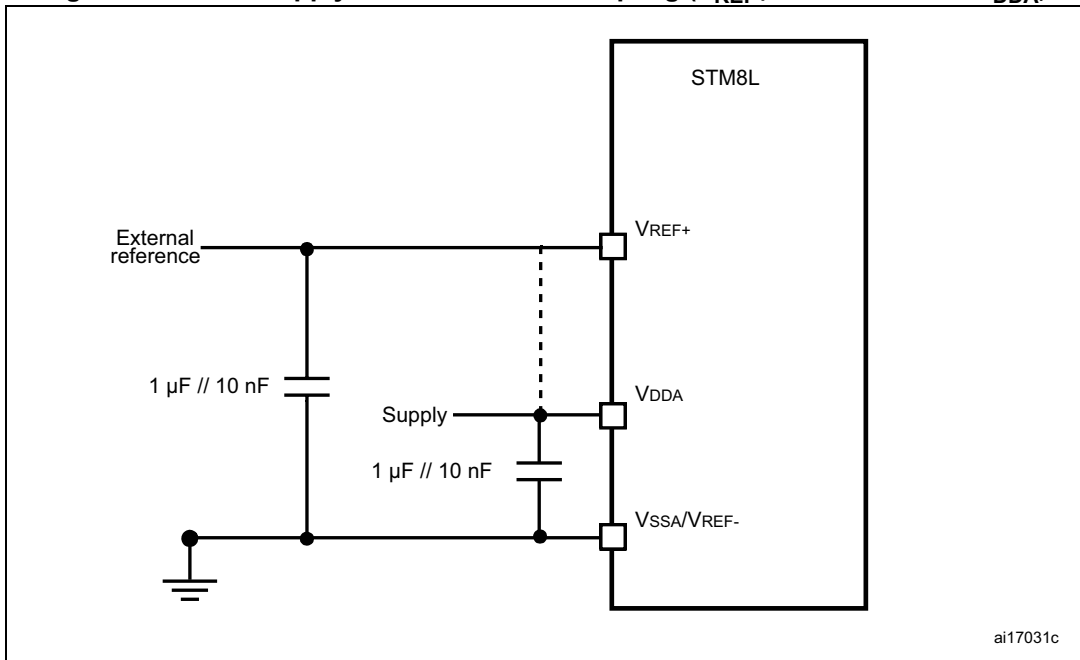 STM8L
VREF+
External
reference
1 µF // 10 nF
VDDA
Supply
1 µF // 10 nF
VSSA/VREF-
ai17031c